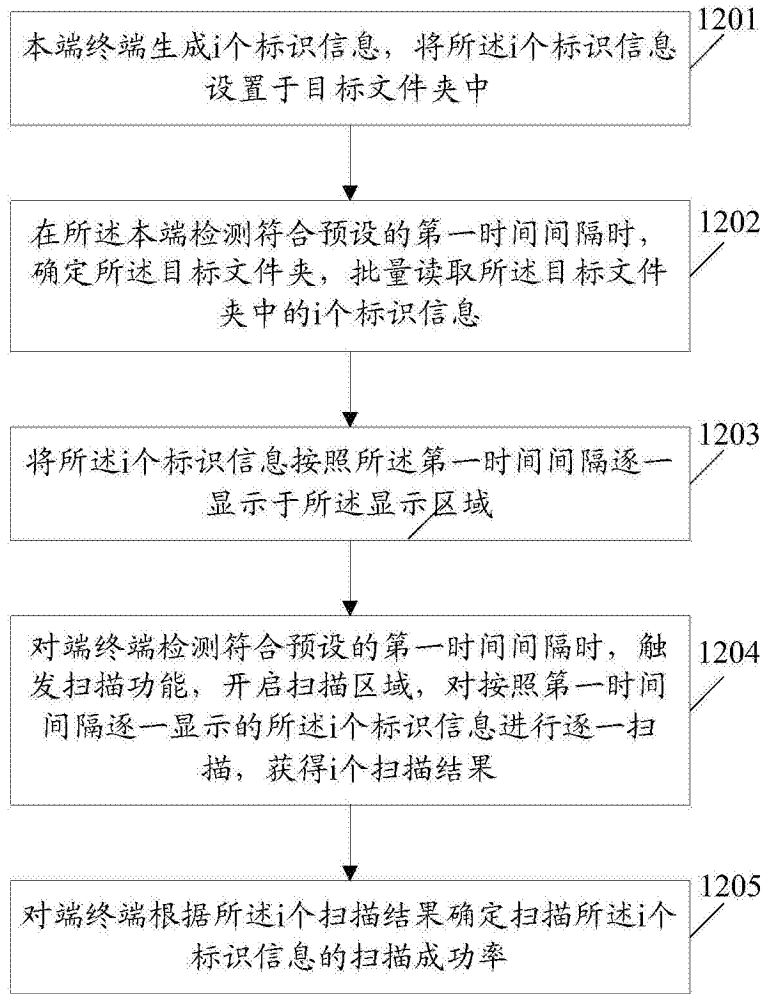 1201
本端终端生成i个标识信息，将所述i个标识信息
设置于目标文件夹中
1202
在所述本端检测符合预设的第一时间间隔时，
确定所述目标文件夹，批量读取所述目标文件
夹中的i个标识信息
1203
将所述i个标识信息按照所述第一时间间隔逐一
显示于所述显示区域
1204
对端终端检测符合预设的第一时间间隔时，触
发扫描功能，开启扫描区域，对按照第一时间
间隔逐一显示的所述i个标识信息进行逐一扫
描，获得i个扫描结果
1205
对端终端根据所述i个扫描结果确定扫描所述i个
标识信息的扫描成功率